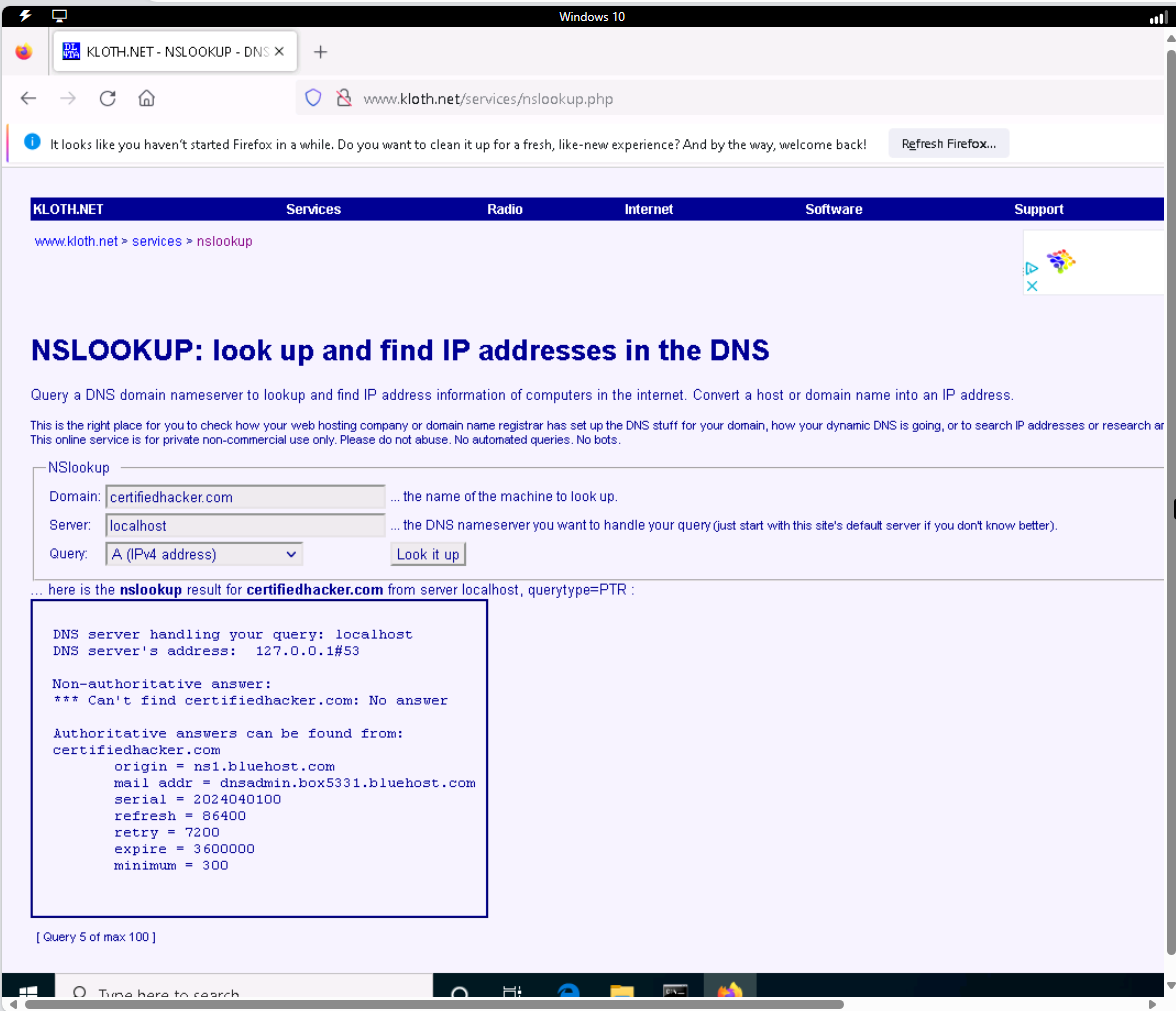 Windows 10
KLOTH.NET - NSLOOKUP - DNS
www.kloth.net/services/nslookup.php
It looks like you haven't started Firefox in a while. Do you want to clean it up for a fresh, like-new experience? And by the way, welcome back!
Refresh Firefox...
KLOTH.NET Services Radio Internet Software Support
www.kloth.net > services > nslookup
NSLOOKUP: look up and find IP addresses in the DNS
Query a DNS domain nameserver to lookup and find IP address information of computers in the internet. Convert a host or domain name into an IP address.
This is the right place for you to check how your web hosting company or domain name registrar has set up the DNS stuff for your domain, how your dynamic DNS is going, or to search IP addresses or research ar
This online service is for private non-commercial use only. Please do not abuse. No automated queries. No bots.
NSlookup
Domain: certifiedhacker.com ... the name of the machine to look up.
Server: localhost ... the DNS nameserver you want to handle your query (just start with this site's default server if you don't know better).
Query: A (IPv4 address) Look it up
... here is the nslookup result for certifiedhacker.com from server localhost, querytype=PTR :
DNS server handling your query: localhost
DNS server's address: 127.0.0.1#53
Non-authoritative answer:
*** Can't find certifiedhacker.com: No answer
Authoritative answers can be found from:
certifiedhacker.com
origin = ns1.bluehost.com
mail addr = dnsadmin.box5331.bluehost.com
serial = 2024040100
refresh = 86400
retry = 7200
expire = 3600000
minimum = 300
[ Query 5 of max 100 ]
Type here to search